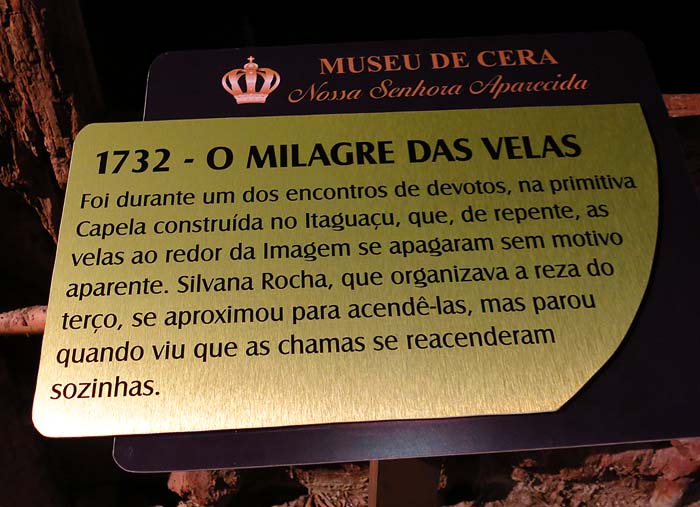 MUSEU DE CERA
Nossa Senhora Aparecida
1732 - O MILAGRE DAS VELAS
Foi durante um dos encontros de devotos, na primitiva
Capela construída no Itaguaçu, que, de repente, as
velas ao redor da Imagem se apagaram sem motivo
aparente. Silvana Rocha, que organizava a reza do
terço, se aproximou para acendê-las, mas parou
quando viu que as chamas se reacenderam
sozinhas.